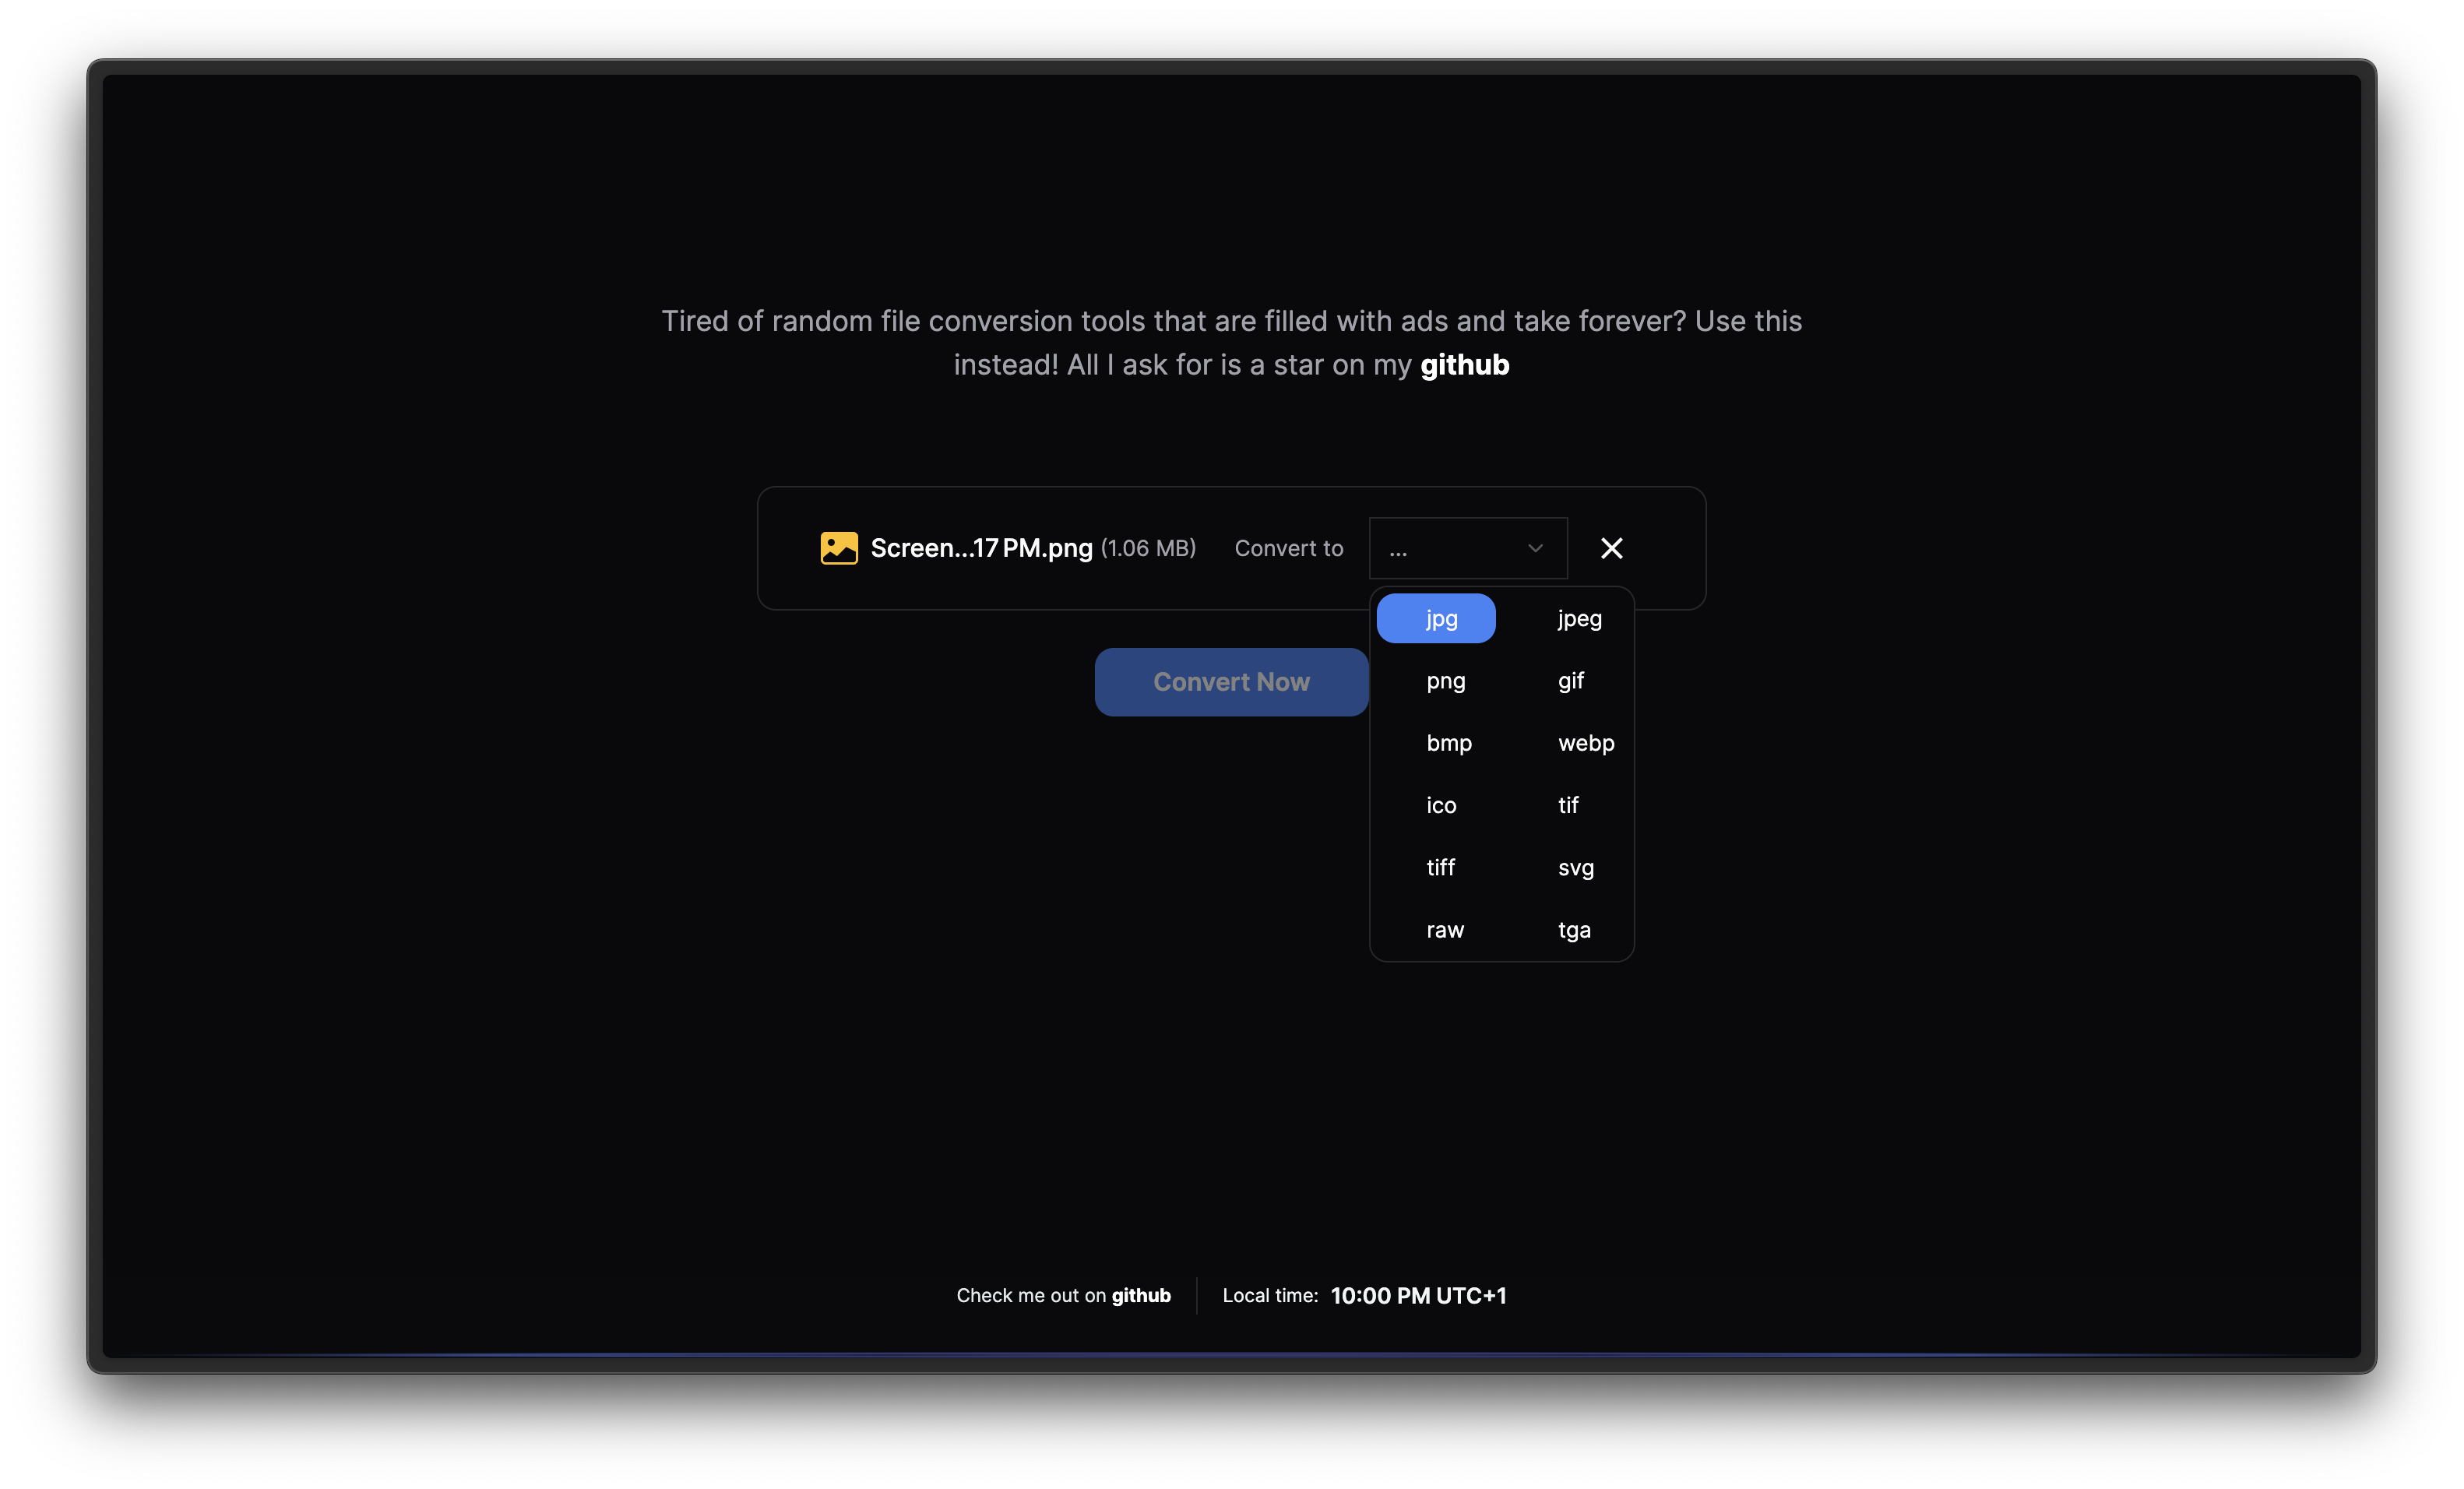 Tired of random file conversion tools that are filled with ads and take forever? Use this
instead! All I ask for is a star on my github
Screen...17 PM.png (1.06 MB) Convert to ...
jpg jpeg
Convert Now
png gif
bmp webp
ico tif
tiff svg
raw tga
Check me out on github Local time: 10:00 PM UTC+1